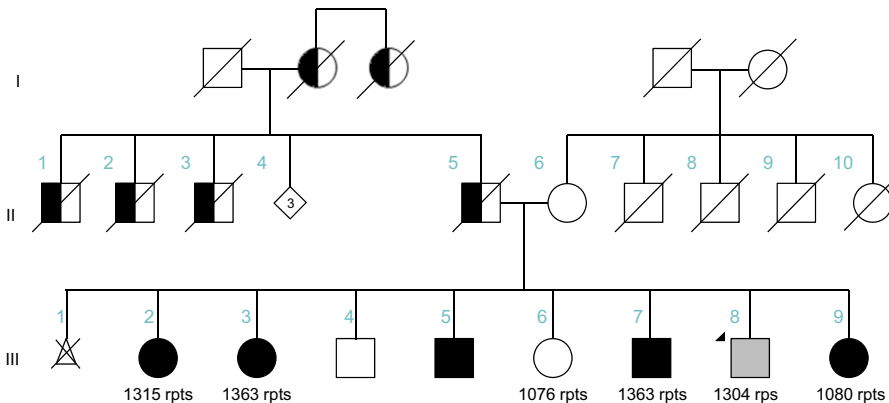 I
1 2 3 4 5 6 7 8 9 10
II
3
1 2 3 4 5 6 7 8 9
III
1315 rpts 1363 rpts 1076 rpts 1363 rpts 1304 rps 1080 rpts